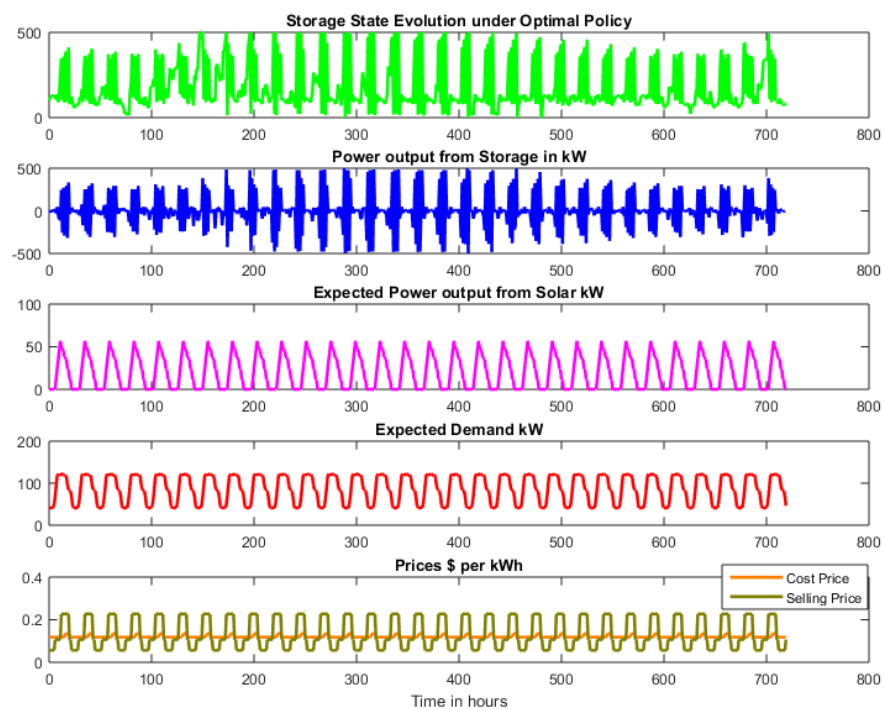 Storage State Evolution under Optimal Policy
500
0
0 100 200 300 400 500 600 700 800
Power output from Storage in kW
500
0
-500
0 100 200 300 400 500 600 700 800
Expected Power output from Solar kW
100
50
0
0 100 200 300 400 500 600 700 800
Expected Demand kW
200
100
0
0 100 200 300 400 500 600 700 800
Prices $ per kWh
0.4
Cost Price
Selling Price
0.2
0
0 100 200 300 400 500 600 700 800
Time in hours